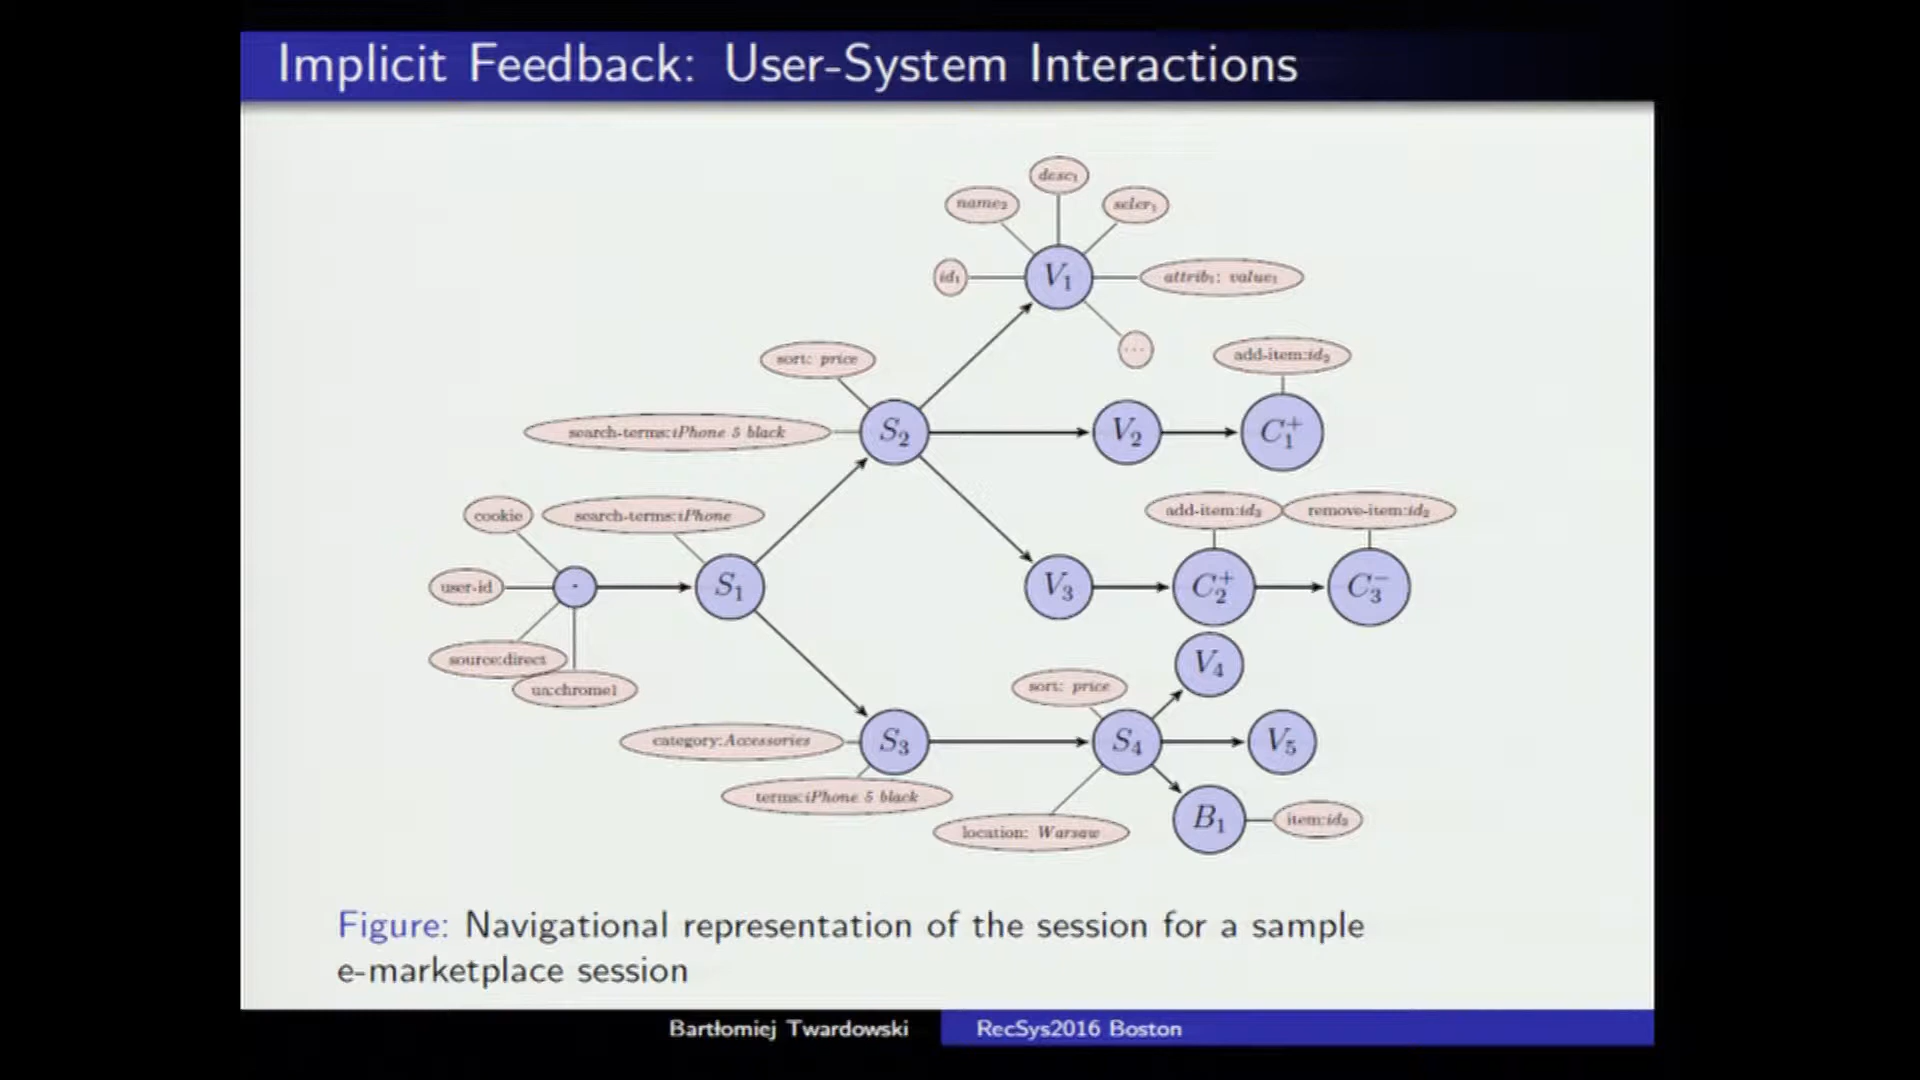 Implicit Feedback: User-System Interactions
desc₁
name₂
seler₁
id₁
V₁
attrib₁: value₁
...
sort: price
add-item:id₂
search-terms:iPhone 5 black
S₂
V₂
C₁⁺
cookie
search-terms:iPhone
add-item:id₃
remove-item:id₂
user-id
S₁
V₃
C₂⁺
C₃⁻
source:direct
ua:chrome1
V₄
sort: price
category:Accessories
S₃
S₄
V₅
terms:iPhone 5 black
location: Warsaw
B₁
item:id₃
Figure: Navigational representation of the session for a sample
e-marketplace session
Bartłomiej Twardowski RecSys2016 Boston